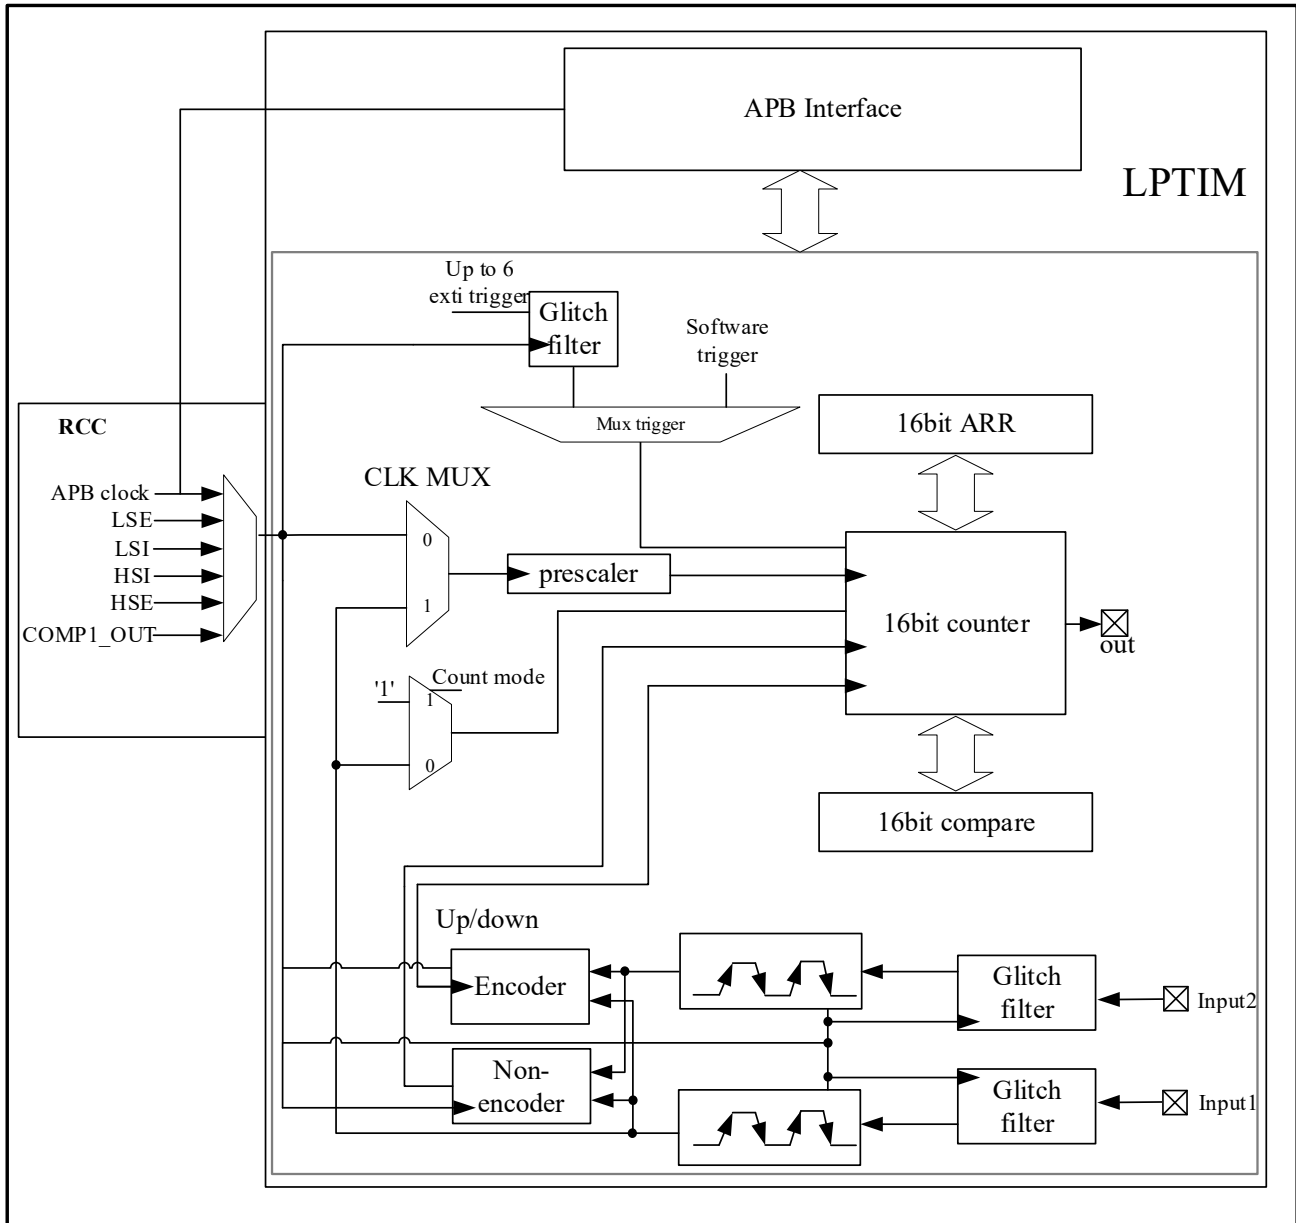 APB Interface
LPTIM
Up to 6
exti trigger
Glitch
filter
Software
trigger
Mux trigger
16bit ARR
RCC
CLK MUX
APB clock
LSE
LSI
HSI
HSE
COMP1_OUT
0
1
prescaler
16bit counter
out
'1'
Count mode
1
0
16bit compare
Up/down
Encoder
Glitch
filter
Input2
Non-
encoder
Glitch
filter
Input1